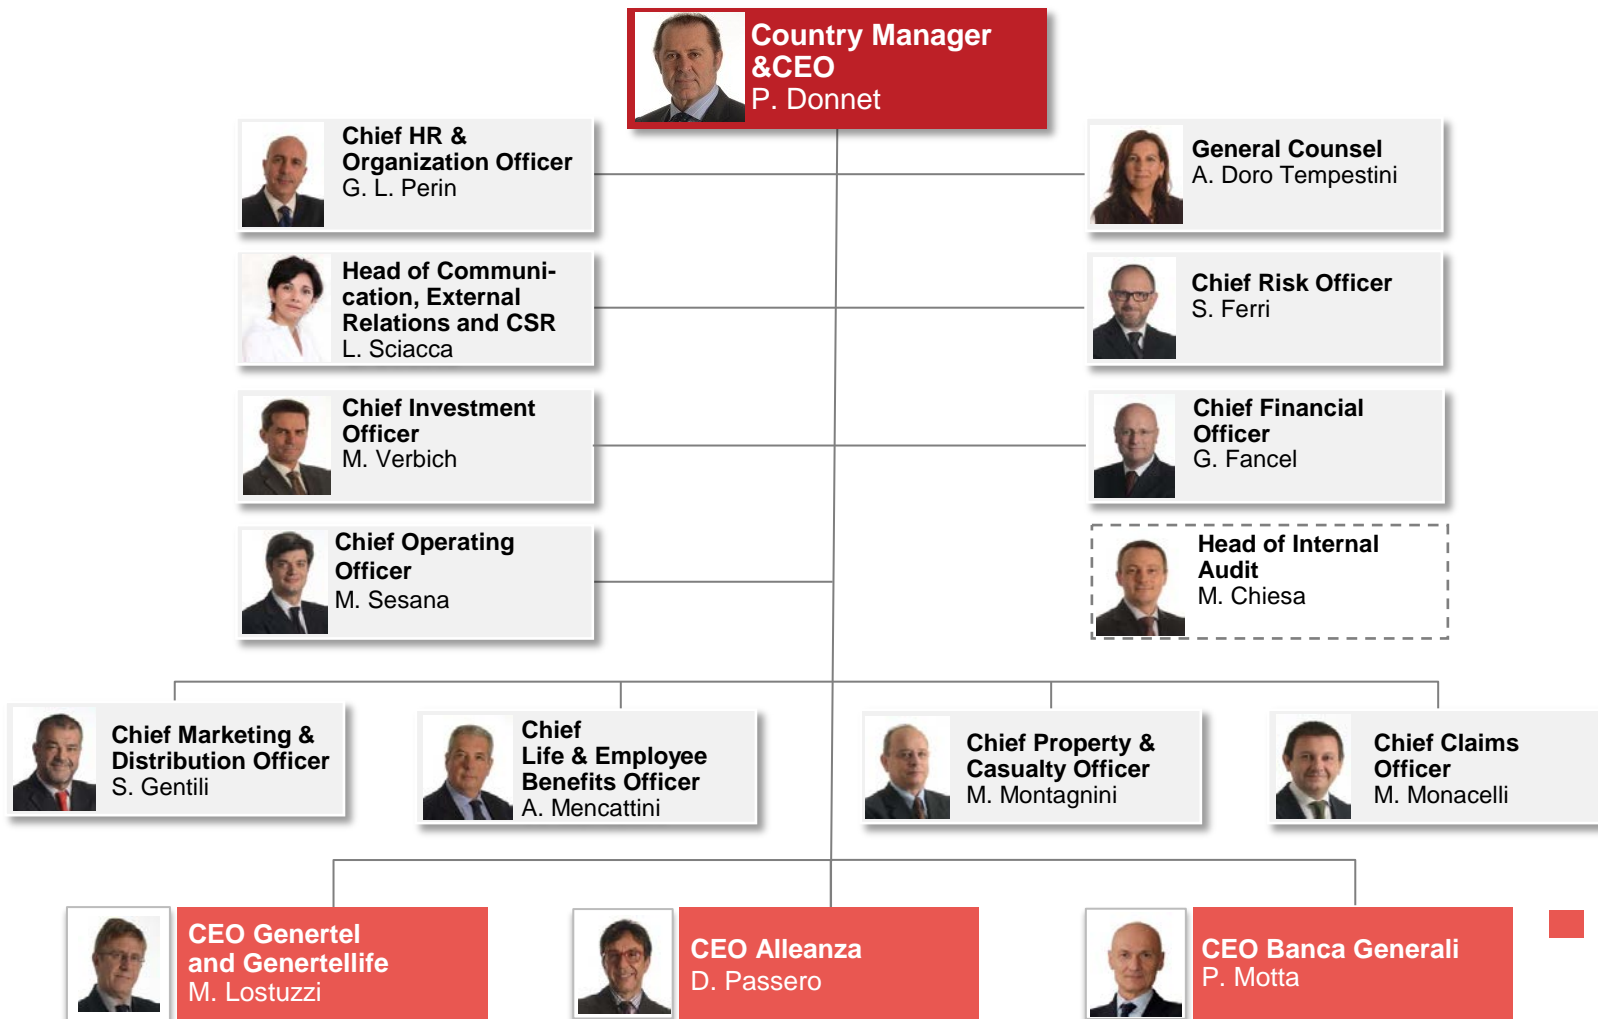 Country Manager
&CEO
P. Donnet
Chief HR &
Organization Officer
G. L. Perin
General Counsel
A. Doro Tempestini
Head of Communi-
cation, External
Relations and CSR
L. Sciacca
Chief Risk Officer
S. Ferri
Chief Investment
Officer
M. Verbich
Chief Financial
Officer
G. Fancel
Chief Operating
Officer
M. Sesana
Head of Internal
Audit
M. Chiesa
Chief Marketing &
Distribution Officer
S. Gentili
Chief
Life & Employee
Benefits Officer
A. Mencattini
Chief Property &
Casualty Officer
M. Montagnini
Chief Claims
Officer
M. Monacelli
CEO Genertel
and Genertellife
M. Lostuzzi
CEO Alleanza
D. Passero
CEO Banca Generali
P. Motta